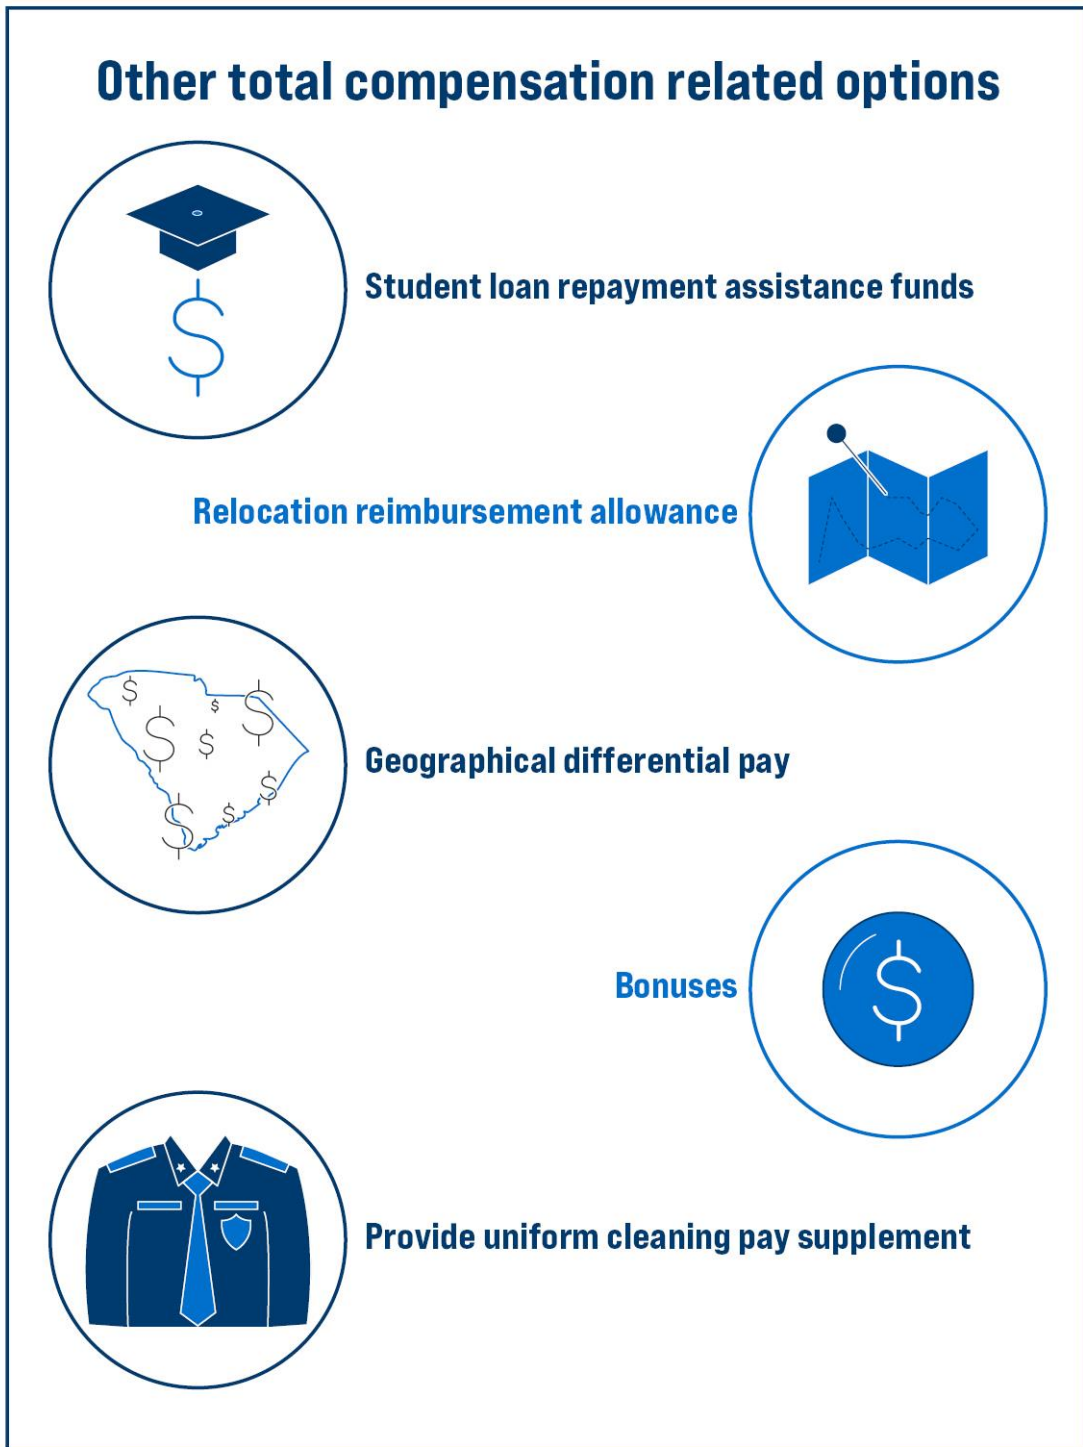 Other total compensation related options
Student loan repayment assistance funds
Relocation reimbursement allowance
Geographical differential pay
Bonuses
Provide uniform cleaning pay supplement